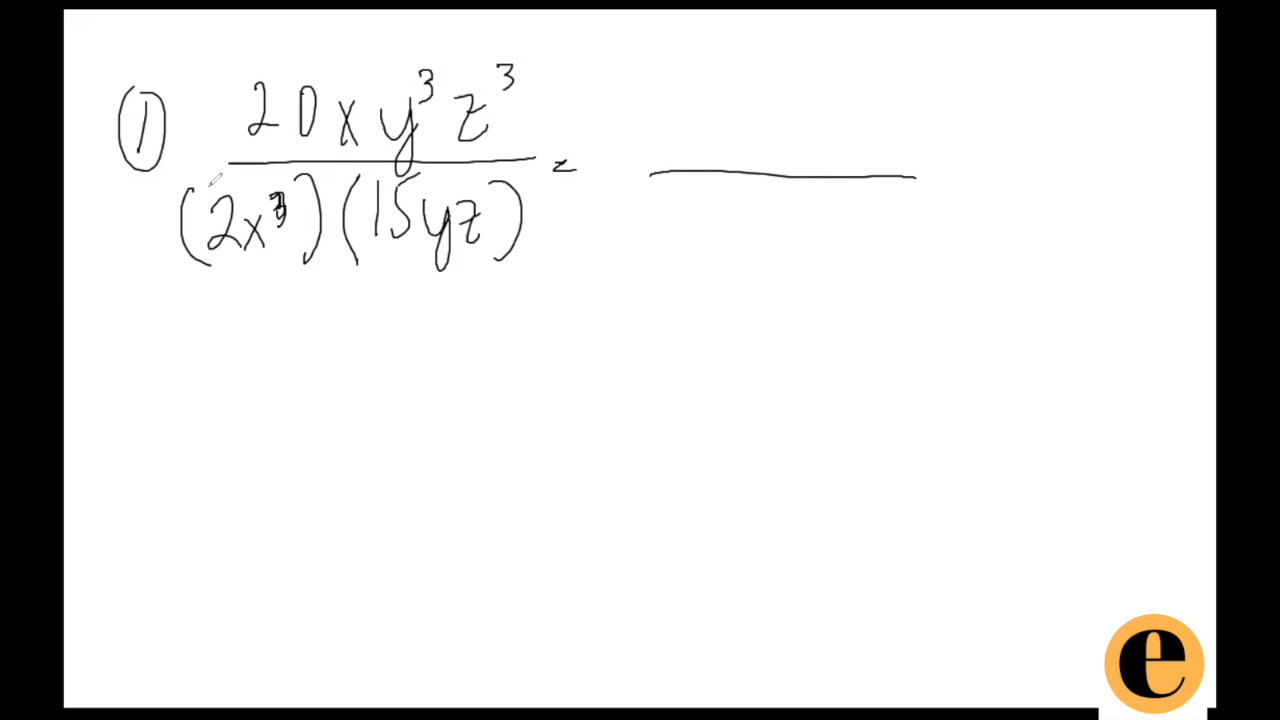 ① 20xy³z³
(2x³)(15yz) =
e